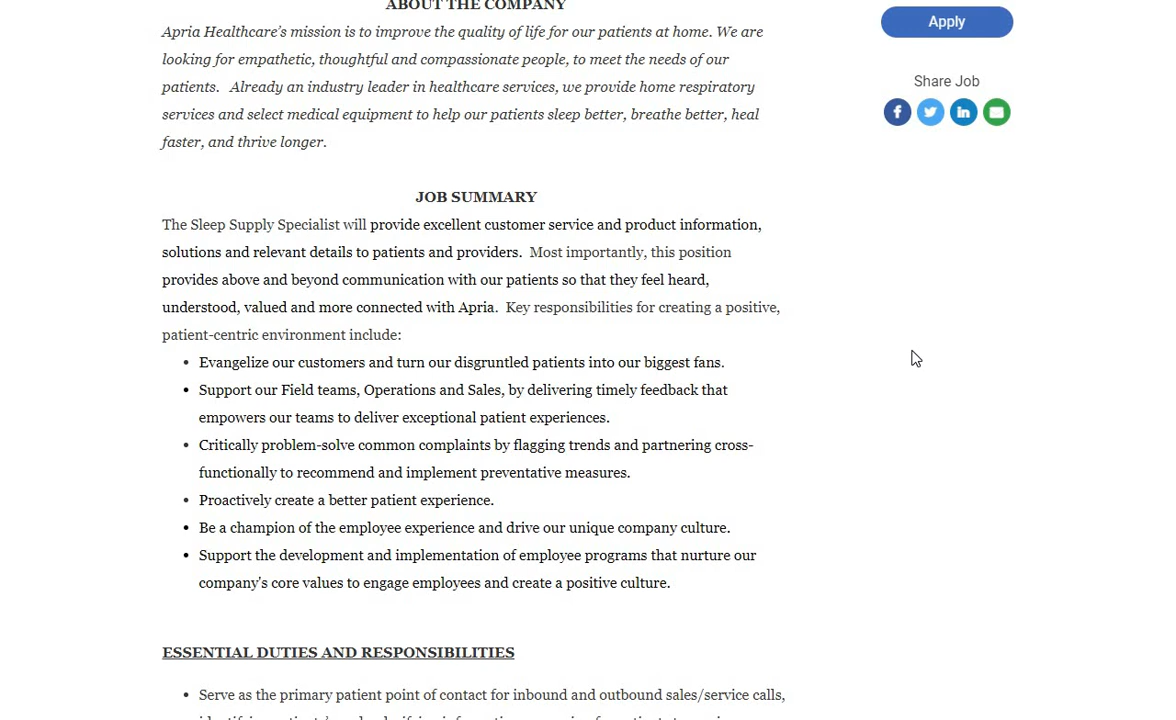 ABOUT THE COMPANY
Apria Healthcare's mission is to improve the quality of life for our patients at home. We are
looking for empathetic, thoughtful and compassionate people, to meet the needs of our
patients.   Already an industry leader in healthcare services, we provide home respiratory
services and select medical equipment to help our patients sleep better, breathe better, heal
faster, and thrive longer.
Apply
Share Job
JOB SUMMARY
The Sleep Supply Specialist will provide excellent customer service and product information,
solutions and relevant details to patients and providers.  Most importantly, this position
provides above and beyond communication with our patients so that they feel heard,
understood, valued and more connected with Apria.  Key responsibilities for creating a positive,
patient-centric environment include:
• Evangelize our customers and turn our disgruntled patients into our biggest fans.
• Support our Field teams, Operations and Sales, by delivering timely feedback that
empowers our teams to deliver exceptional patient experiences.
• Critically problem-solve common complaints by flagging trends and partnering cross-
functionally to recommend and implement preventative measures.
• Proactively create a better patient experience.
• Be a champion of the employee experience and drive our unique company culture.
• Support the development and implementation of employee programs that nurture our
company's core values to engage employees and create a positive culture.
ESSENTIAL DUTIES AND RESPONSIBILITIES
• Serve as the primary patient point of contact for inbound and outbound sales/service calls,